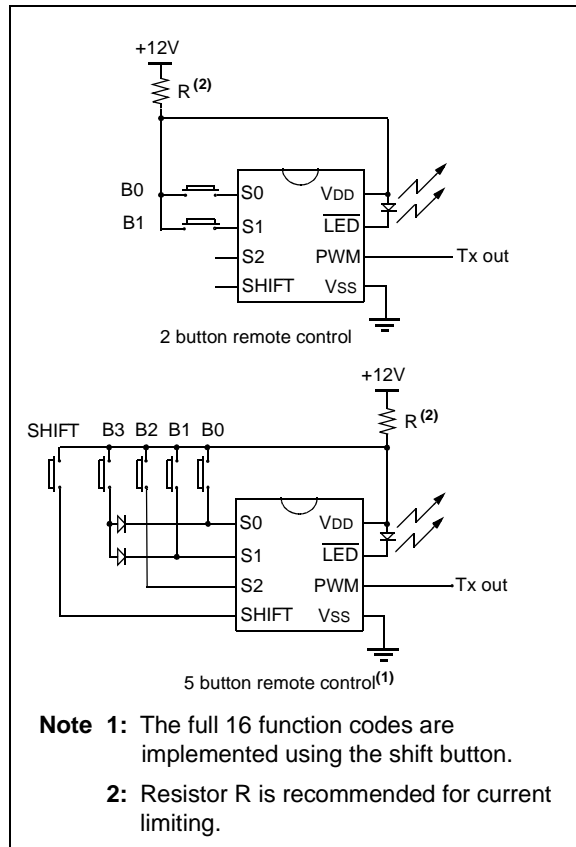 +12V
R(2)
B0
S0
VDD
B1
S1
LED
S2
PWM
Tx out
SHIFT
VSS
2 button remote control
+12V
R(2)
SHIFT
B3
B2
B1
B0
S0
VDD
S1
LED
S2
PWM
Tx out
SHIFT
VSS
5 button remote control(1)
Note 1: The full 16 function codes are
implemented using the shift button.
2: Resistor R is recommended for current
limiting.